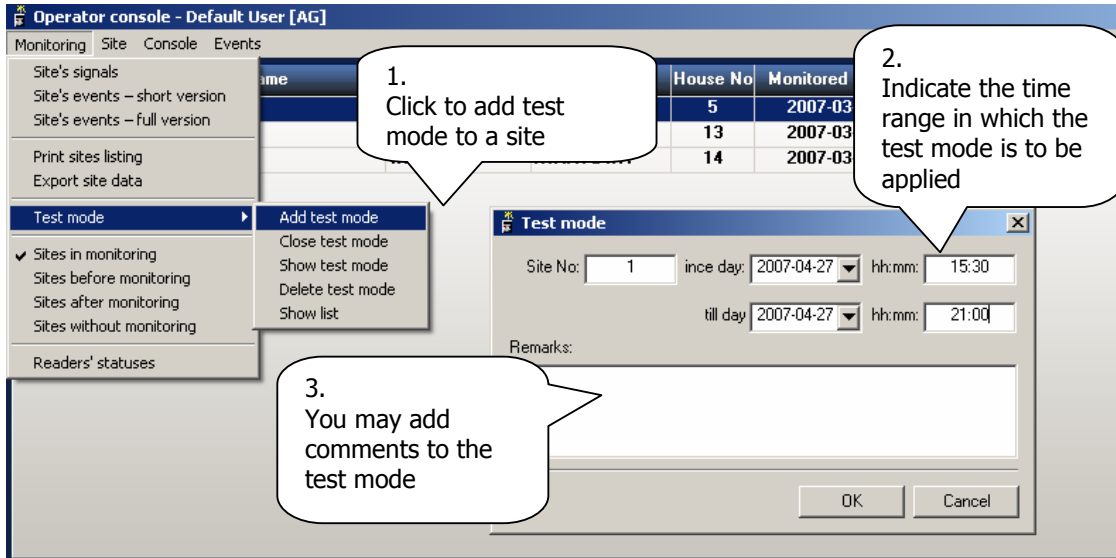 Operator console - Default User [AG]
Monitoring Site Console Events
House No Monitored
5 2007-03
13 2007-03
14 2007-03
Site's signals
Site's events – short version
Site's events – full version
Print sites listing
Export site data
Test mode
Sites in monitoring
Sites before monitoring
Sites after monitoring
Sites without monitoring
Readers' statuses
Add test mode
Close test mode
Show test mode
Delete test mode
Show list
1.
Click to add test
mode to a site
2.
Indicate the time
range in which the
test mode is to be
applied
Test mode
Site No: 1 ince day: 2007-04-27 hh:mm: 15:30
till day 2007-04-27 hh:mm: 21:00
Remarks:
3.
You may add
comments to the
test mode
OK Cancel